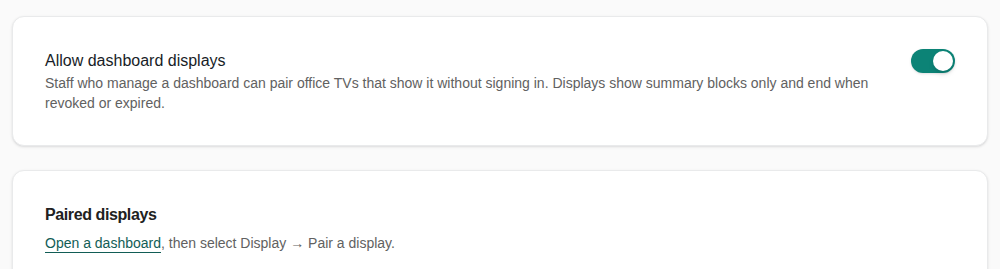 Allow dashboard displays
Staff who manage a dashboard can pair office TVs that show it without signing in. Displays show summary blocks only and end when
revoked or expired.
Paired displays
Open a dashboard, then select Display → Pair a display.